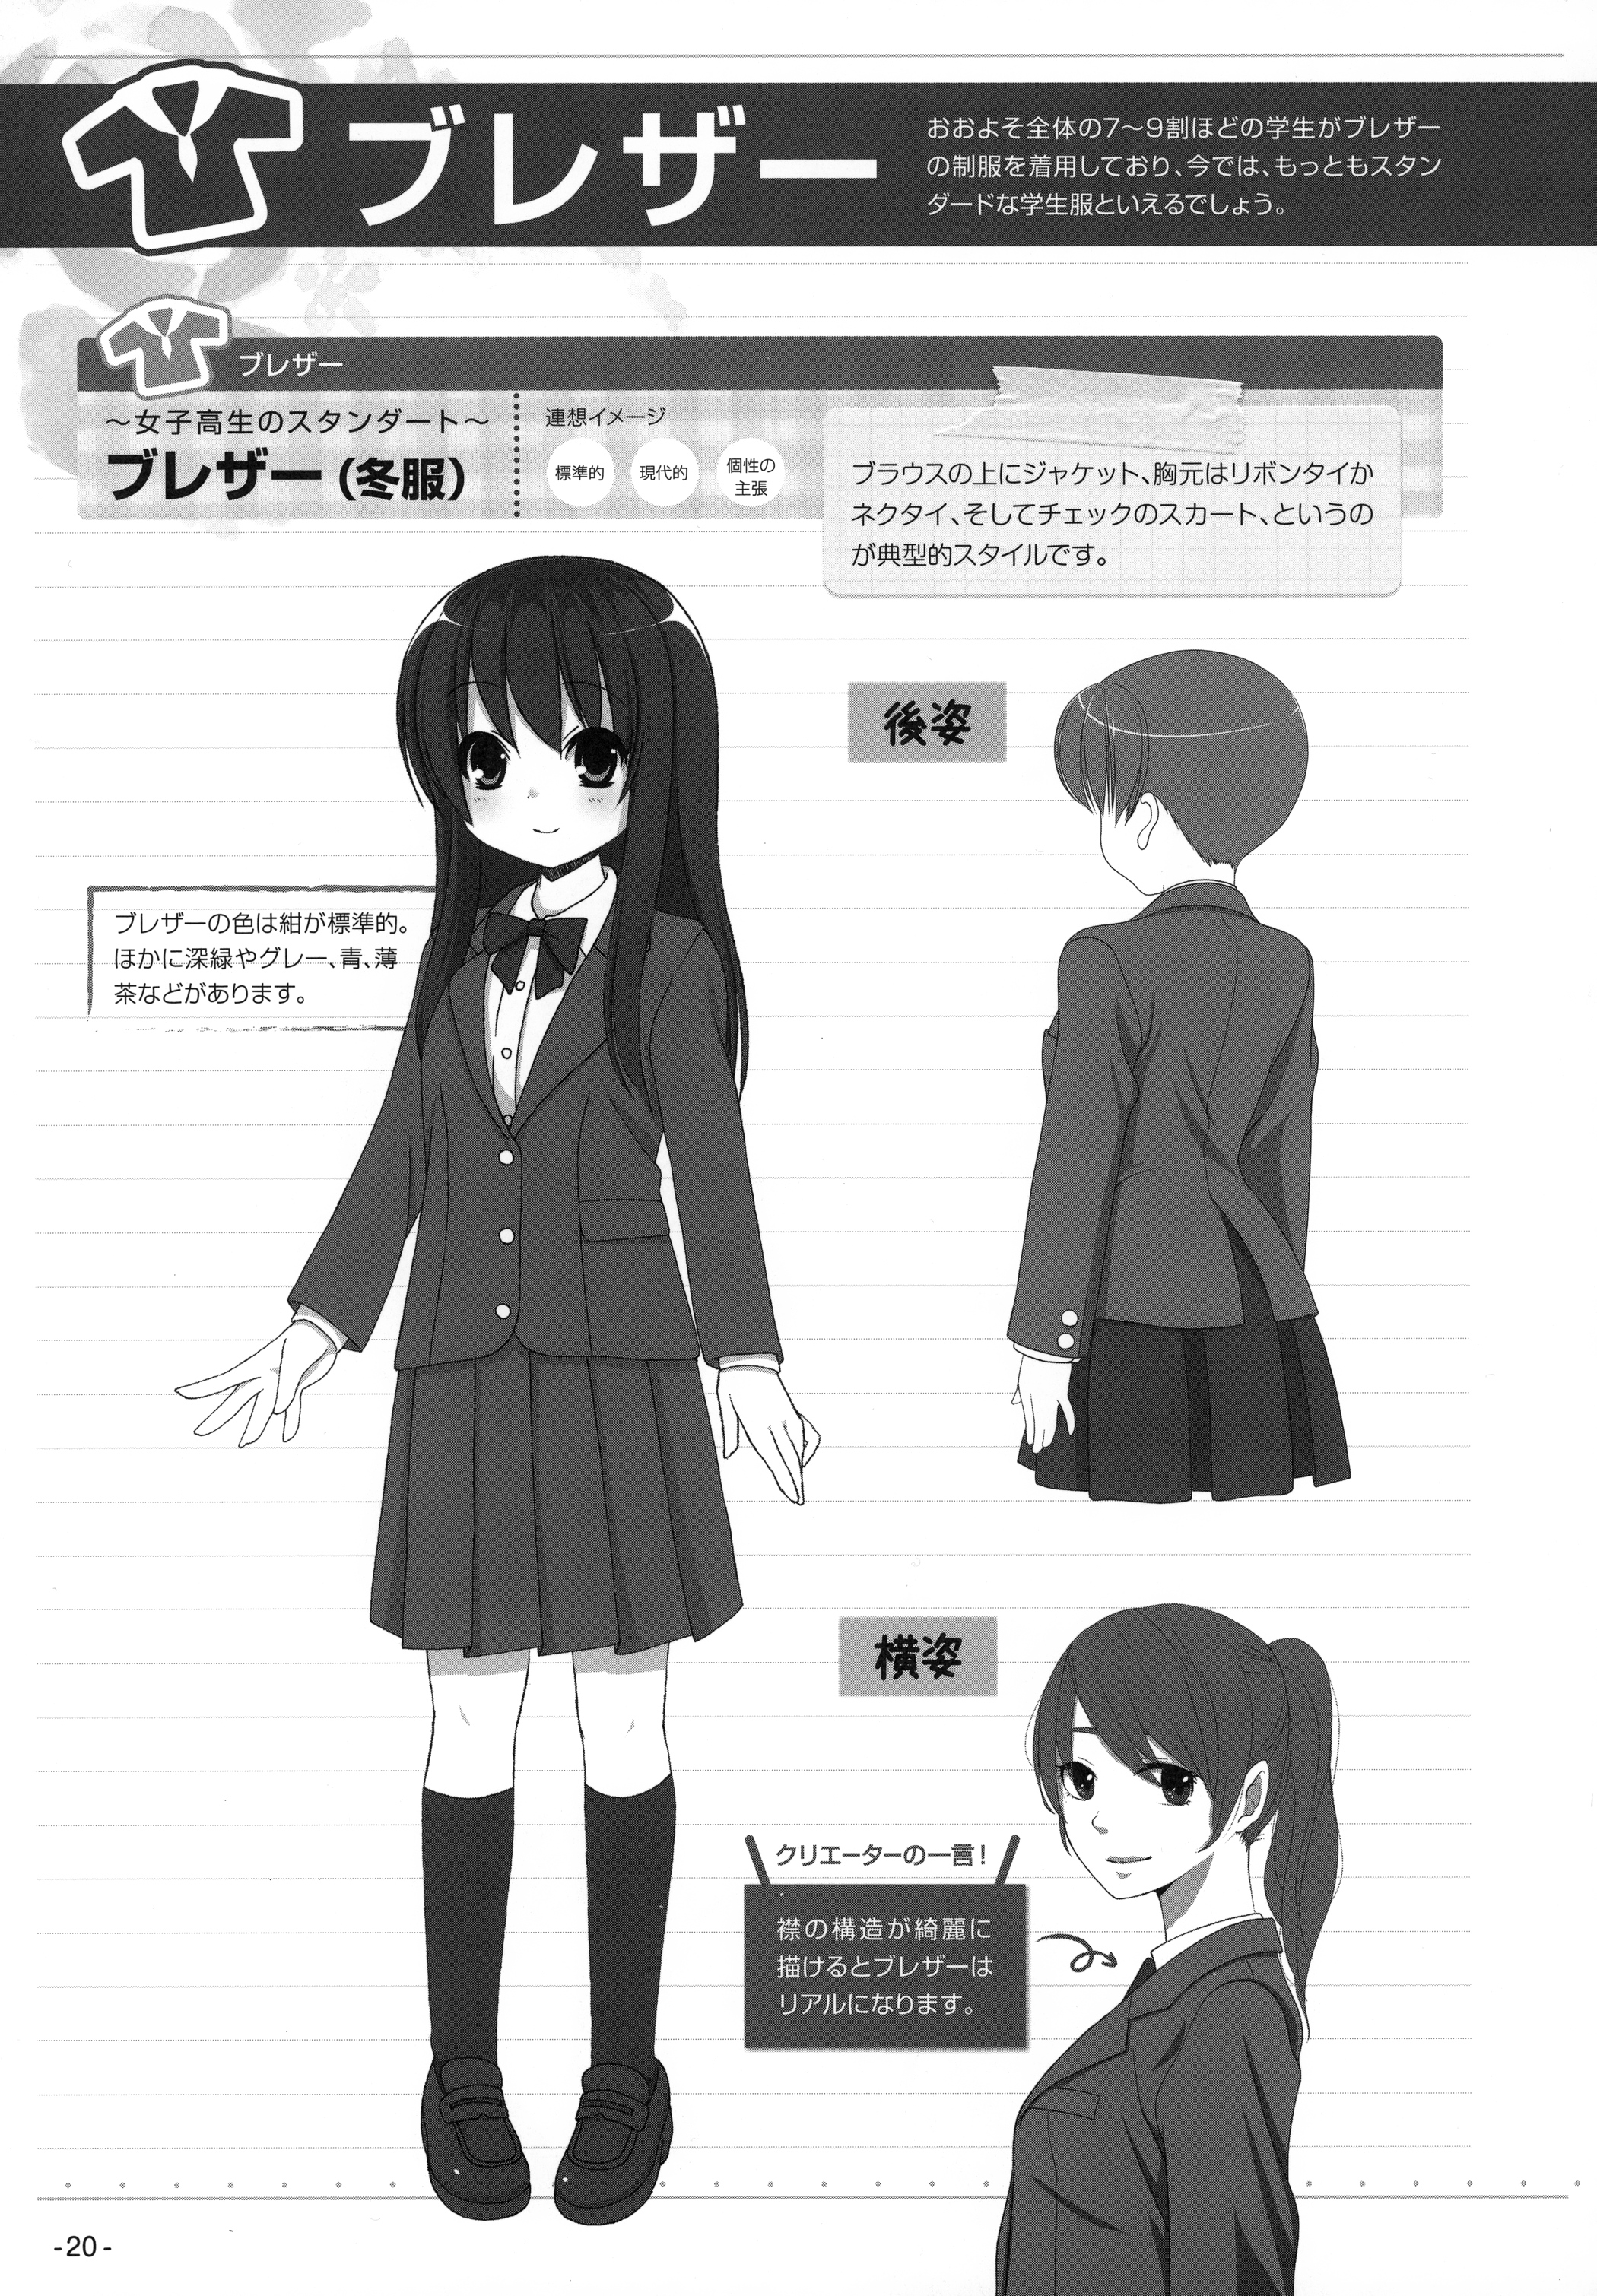 ブレザー
おおよそ全体の7〜9割ほどの学生がブレザー
の制服を着用しており、今では、もっともスタン
ダードな学生服といえるでしょう。
ブレザー
〜女子高生のスタンダート〜
ブレザー(冬服)
連想イメージ
標準的
現代的
個性の
主張
ブラウスの上にジャケット、胸元はリボンタイか
ネクタイ、そしてチェックのスカート、というの
が典型的スタイルです。
後姿
ブレザーの色は紺が標準的。
ほかに深緑やグレー、青、薄
茶などがあります。
横姿
クリエーターの一言!
襟の構造が綺麗に
描けるとブレザーは
リアルになります。
-20-